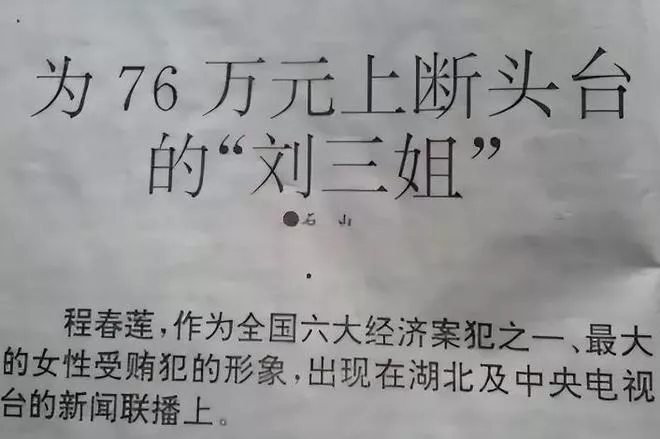 为76万元上断头台
的“刘三姐”
●石 山
程春莲，作为全国六大经济案犯之一、最大
的女性受贿犯的形象，出现在湖北及中央电视
台的新闻联播上。